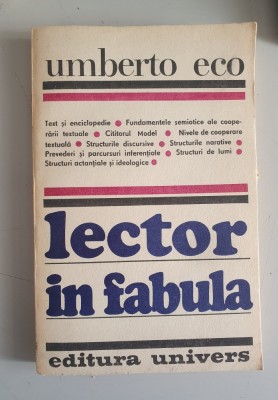 umberto eco
Text și enciclopedie ● Fundamentele semiotice ale coope-
rării textuale ● Cititorul Model ● Nivele de cooperare
textuală ● Structurile discursive ● Structurile narative ●
Prevederi și parcursuri inferențiale ● Structuri de lumi ●
Structuri actanțiale și ideologice ●
lector
in fabula
editura univers